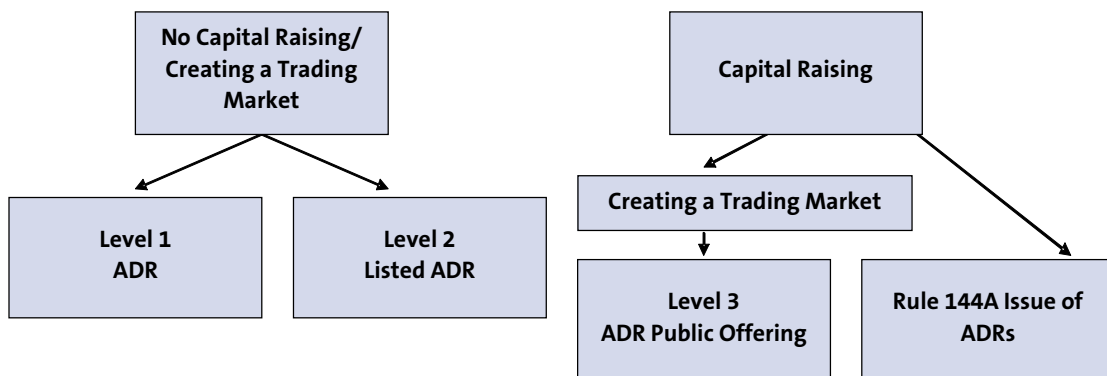 No Capital Raising/
Creating a Trading
Market
Capital Raising
Creating a Trading Market
Level 1
ADR
Level 2
Listed ADR
Level 3
ADR Public Offering
Rule 144A Issue of
ADRs